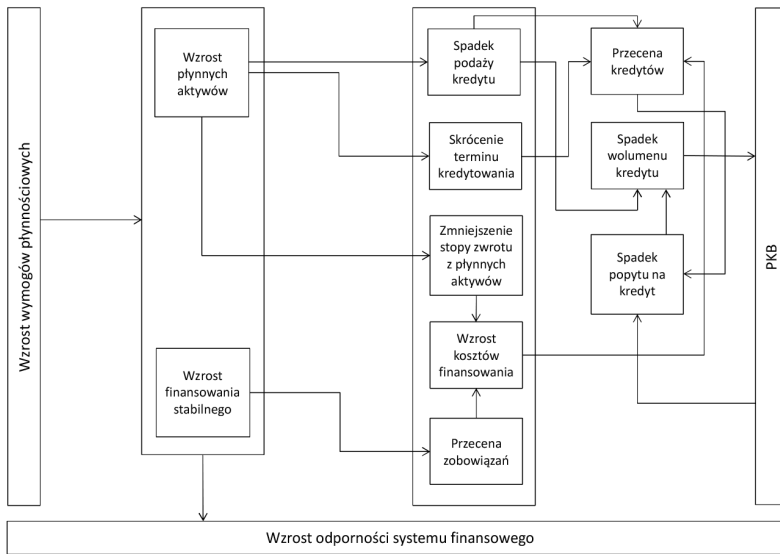 Wzrost wymogów płynnościowych
Wzrost
płynnych
aktywów
Wzrost
finansowania
stabilnego
Spadek
podaży
kredytu
Skrócenie
terminu
kredytowania
Zmniejszenie
stopy zwrotu
z płynnych
aktywów
Wzrost
kosztów
finansowania
Przecena
zobowiązań
Przecena
kredytów
Spadek
wolumenu
kredytu
Spadek
popytu na
kredyt
PKB
Wzrost odporności systemu finansowego